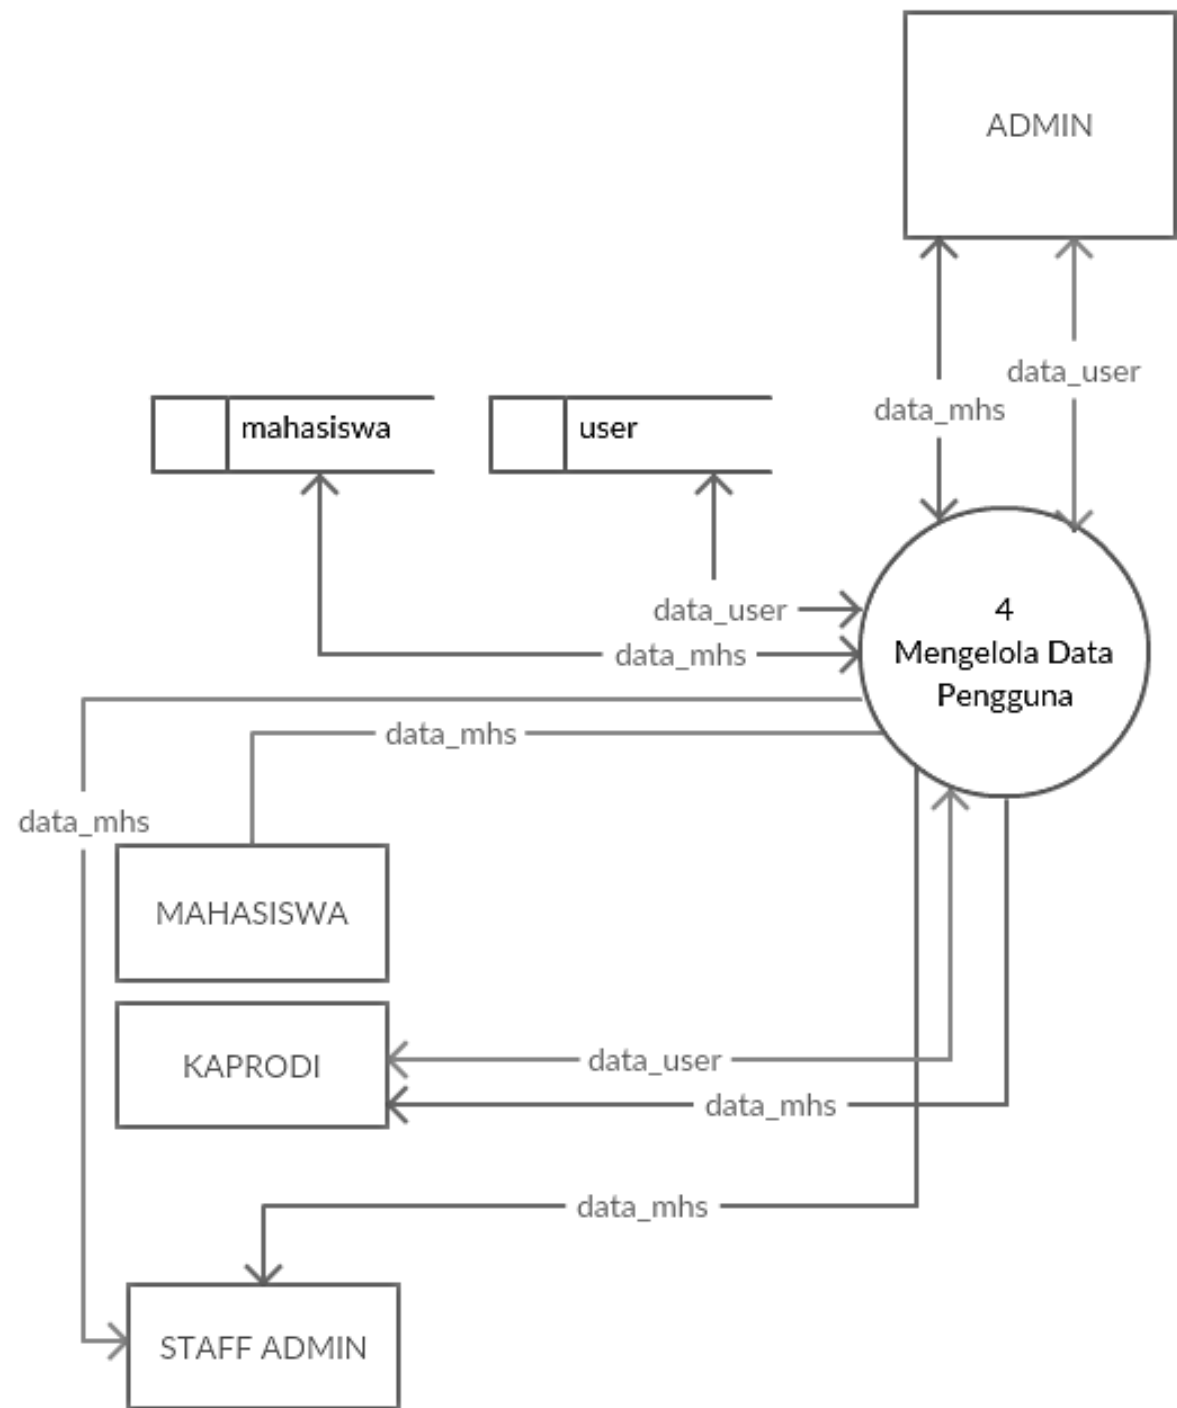 ADMIN
data_user
data_mhs
mahasiswa
user
data_user
data_mhs
4
Mengelola Data
Pengguna
data_mhs
data_mhs
MAHASISWA
KAPRODI
data_user
data_mhs
data_mhs
STAFF ADMIN